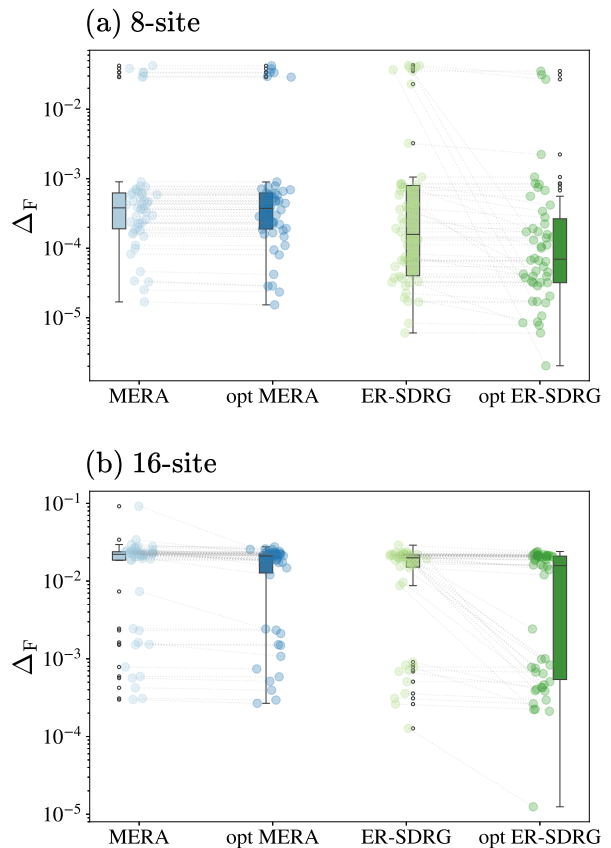 (a) 8-site
10⁻²
10⁻³
10⁻⁴
10⁻⁵
Δ_F
MERA opt MERA ER-SDRG opt ER-SDRG
(b) 16-site
10⁻¹
10⁻²
10⁻³
10⁻⁴
10⁻⁵
Δ_F
MERA opt MERA ER-SDRG opt ER-SDRG